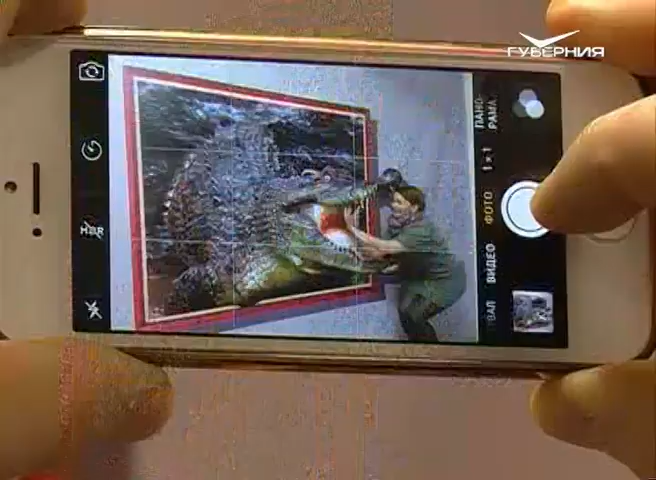 ГУБЕРНИЯ
ПАНО-
РАМА
1×1
ФОТО
ВИДЕО
ВАЛ
HDR